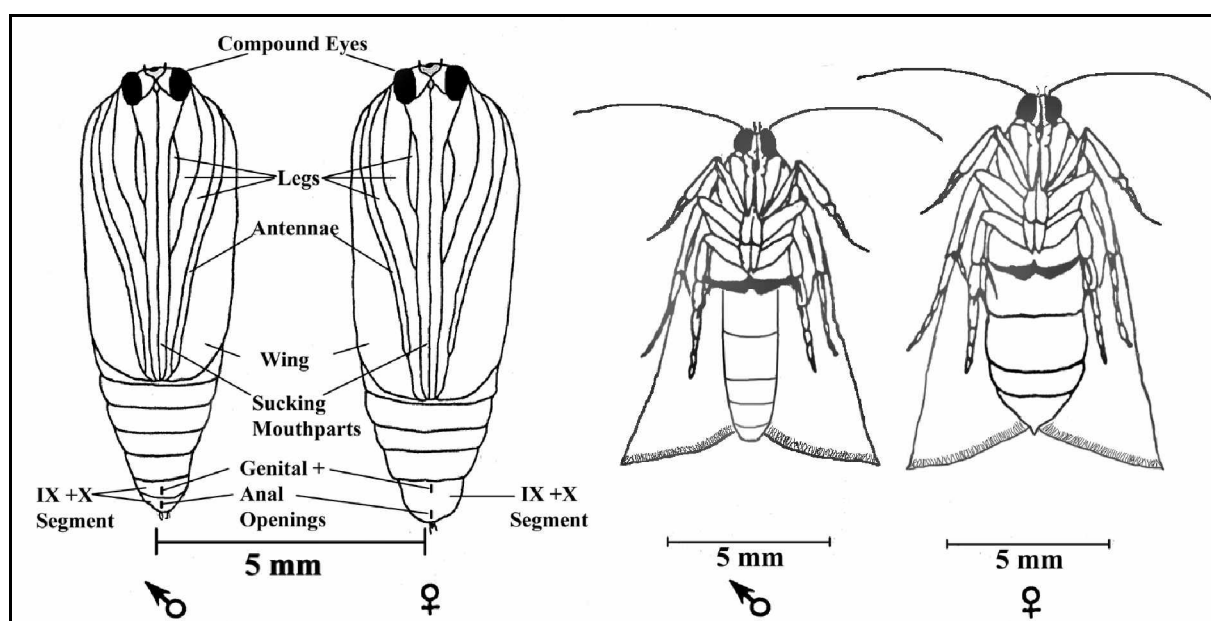 Compound Eyes
Legs
Antennae
Wing
Sucking
Mouthparts
Genital +
Anal
Openings
IX +X
Segment
IX +X
Segment
5 mm
♂
♀
5 mm
♂
5 mm
♀